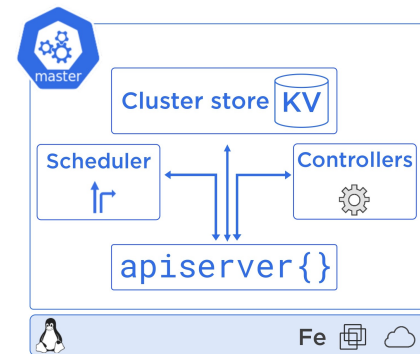 master
Cluster store KV
Scheduler
Controllers
apiserver{}
Fe